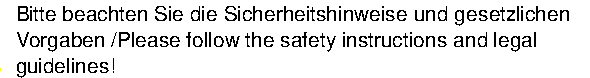 Bitte beachten Sie die Sicherheitshinweise und gesetzlichen
Vorgaben /Please follow the safety instructions and legal
guidelines!